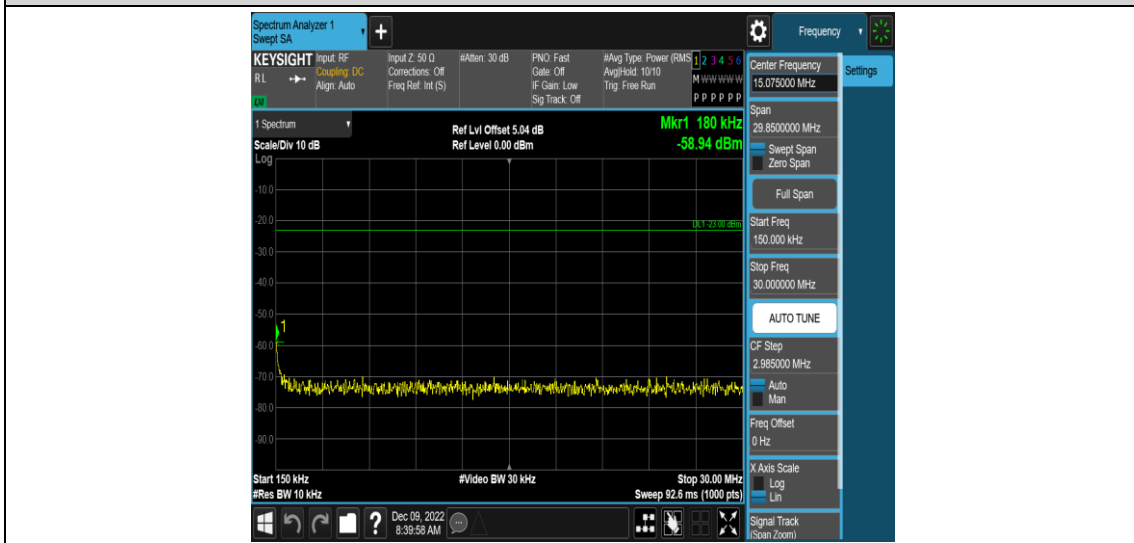 Spectrum Analyzer 1
Swept SA
+
Frequency
KEYSIGHT
RL
LXI
Input: RF
Coupling: DC
Align: Auto
Input Z: 50 Ω
Corrections: Off
Freq Ref: Int (S)
#Atten: 30 dB
PNO: Fast
Gate: Off
IF Gain: Low
Sig Track: Off
#Avg Type: Power (RMS
Avg|Hold: 10/10
Trig: Free Run
1 2 3 4 5 6
M W W W W W
P P P P P P
1 Spectrum
Scale/Div 10 dB
Log
Ref Lvl Offset 5.04 dB
Ref Level 0.00 dBm
Mkr1 180 kHz
-58.94 dBm
-10.0
-20.0
DL1 -23.00 dBm
-30.0
-40.0
-50.0
1
-60.0
-70.0
-80.0
-90.0
Start 150 kHz
#Res BW 10 kHz
#Video BW 30 kHz
Stop 30.00 MHz
Sweep 92.6 ms (1000 pts)
Center Frequency
15.075000 MHz
Settings
Span
29.8500000 MHz
Swept Span
Zero Span
Full Span
Start Freq
150.000 kHz
Stop Freq
30.000000 MHz
AUTO TUNE
CF Step
2.985000 MHz
Auto
Man
Freq Offset
0 Hz
X Axis Scale
Log
Lin
Signal Track
(Span Zoom)
?
Dec 09, 2022
8:39:58 AM